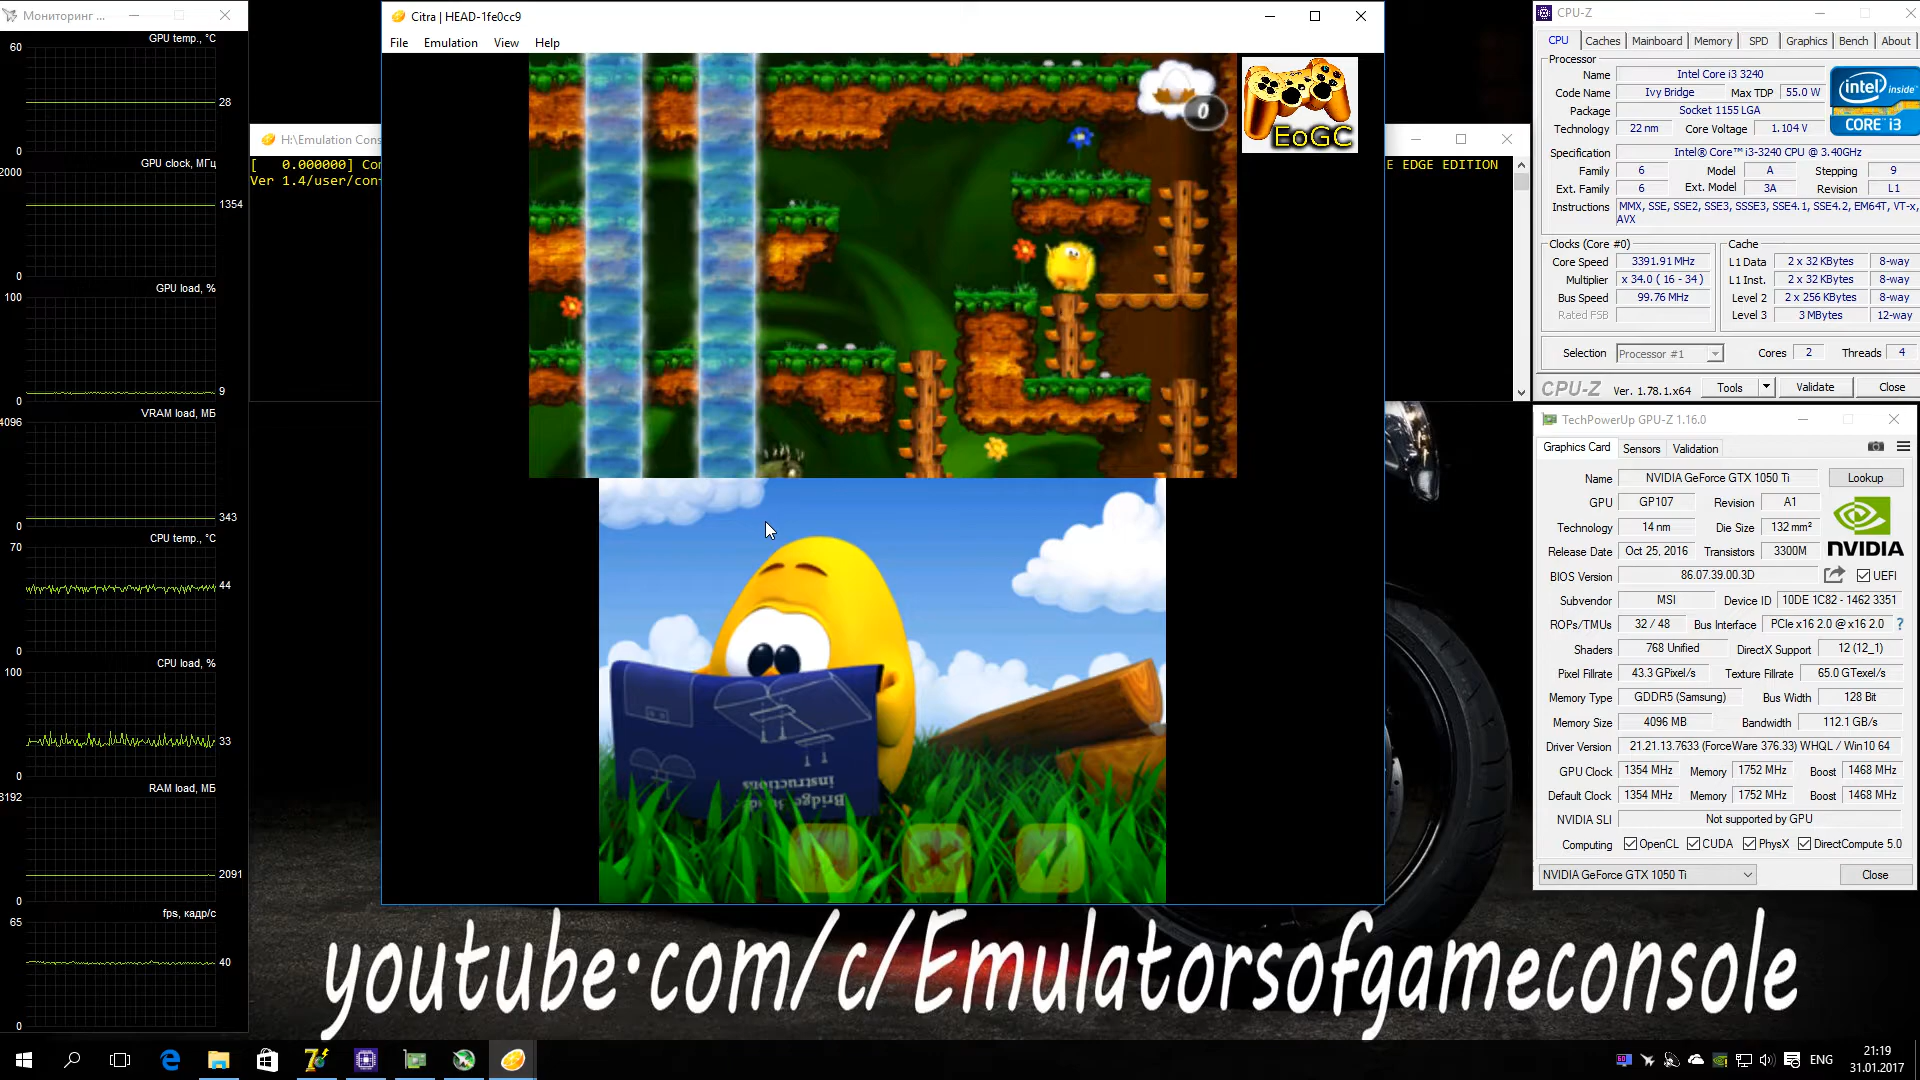 Мониторинг ...
GPU temp., °C
60
28
0
GPU clock, МГц
2000
1354
0
GPU load, %
100
9
0
VRAM load, МБ
4096
343
0
CPU temp., °C
70
44
0
CPU load, %
100
33
0
RAM load, МБ
8192
2091
0
fps, кадр/с
65
40
0
H:\Emulation Cons
[ 0.000000] Con
Ver 1.4/user/conf
E EDGE EDITION
Citra | HEAD-1fe0cc9
File Emulation View Help
0
EoGC
Bridge
instructions
CPU-Z
CPU Caches Mainboard Memory SPD Graphics Bench About
Processor
Name Intel Core i3 3240
Code Name Ivy Bridge Max TDP 55.0 W
Package Socket 1155 LGA
Technology 22 nm Core Voltage 1.104 V
intel inside™
CORE i3
Specification Intel® Core™ i3-3240 CPU @ 3.40GHz
Family 6 Model A Stepping 9
Ext. Family 6 Ext. Model 3A Revision L1
Instructions MMX, SSE, SSE2, SSE3, SSSE3, SSE4.1, SSE4.2, EM64T, VT-x,
AVX
Clocks (Core #0) Cache
Core Speed 3391.91 MHz L1 Data 2 x 32 KBytes 8-way
Multiplier x 34.0 ( 16 - 34 ) L1 Inst. 2 x 32 KBytes 8-way
Bus Speed 99.76 MHz Level 2 2 x 256 KBytes 8-way
Rated FSB Level 3 3 MBytes 12-way
Selection Processor #1 Cores 2 Threads 4
CPU-Z Ver. 1.78.1.x64 Tools Validate Close
TechPowerUp GPU-Z 1.16.0
Graphics Card Sensors Validation
Name NVIDIA GeForce GTX 1050 Ti Lookup
GPU GP107 Revision A1
Technology 14 nm Die Size 132 mm²
Release Date Oct 25, 2016 Transistors 3300M
NVIDIA
BIOS Version 86.07.39.00.3D UEFI
Subvendor MSI Device ID 10DE 1C82 - 1462 3351
ROPs/TMUs 32 / 48 Bus Interface PCIe x16 2.0 @ x16 2.0 ?
Shaders 768 Unified DirectX Support 12 (12_1)
Pixel Fillrate 43.3 GPixel/s Texture Fillrate 65.0 GTexel/s
Memory Type GDDR5 (Samsung) Bus Width 128 Bit
Memory Size 4096 MB Bandwidth 112.1 GB/s
Driver Version 21.21.13.7633 (ForceWare 376.33) WHQL / Win10 64
GPU Clock 1354 MHz Memory 1752 MHz Boost 1468 MHz
Default Clock 1354 MHz Memory 1752 MHz Boost 1468 MHz
NVIDIA SLI Not supported by GPU
Computing OpenCL CUDA PhysX DirectCompute 5.0
NVIDIA GeForce GTX 1050 Ti Close
youtube.com/c/Emulatorsofgameconsole
ENG
21:19
31.01.2017